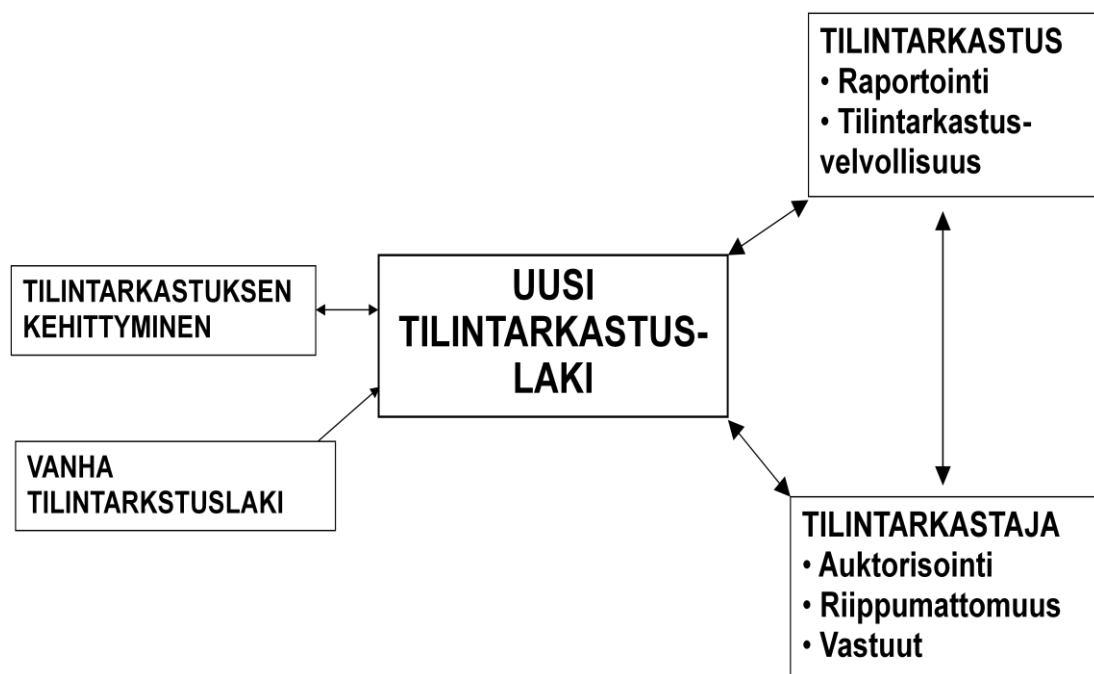 TILINTARKASTUS
• Raportointi
• Tilintarkastus-
velvollisuus
TILINTARKASTUKSEN
KEHITTYMINEN
UUSI
TILINTARKASTUS-
LAKI
VANHA
TILINTARKSTUSLAKI
TILINTARKASTAJA
• Auktorisointi
• Riippumattomuus
• Vastuut